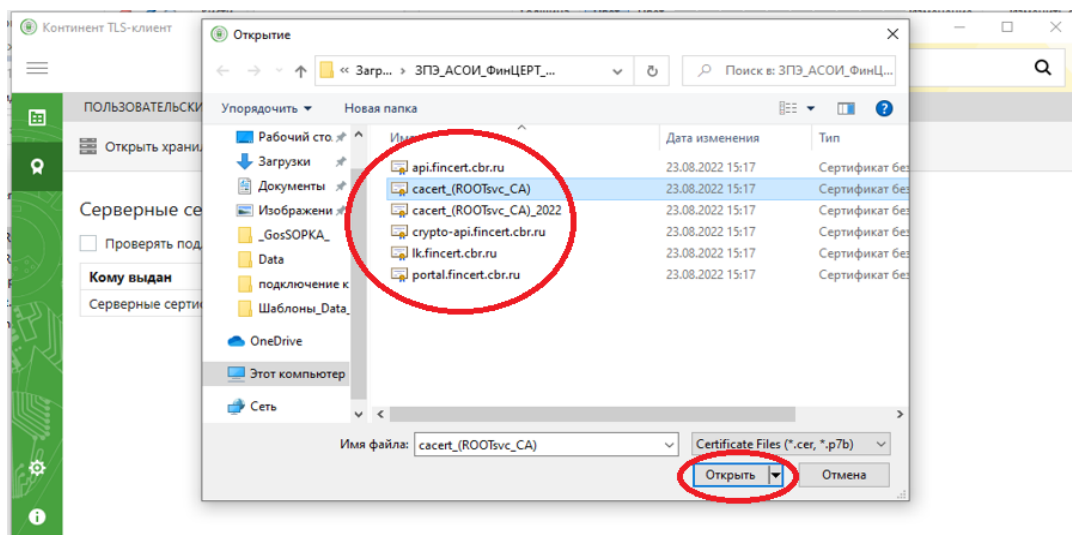 Континент TLS-клиент
Открытие
« Загр... › ЗПЭ_АСОИ_ФинЦЕРТ_...
Поиск в: ЗПЭ_АСОИ_ФинЦ...
ПОЛЬЗОВАТЕЛЬСКИ
Упорядочить
Новая папка
Открыть храни
Серверные се
Проверять под
Кому выдан
Серверные серти
Рабочий сто.
Загрузки
Документы
Изображени
_GosSOPKA_
Data
подключение к
Шаблоны_Data_
OneDrive
Этот компьютер
Сеть
Дата изменения
Тип
api.fincert.cbr.ru 23.08.2022 15:17 Сертификат без
cacert_(ROOTsvc_CA) 23.08.2022 15:17 Сертификат без
cacert_(ROOTsvc_CA)_2022 23.08.2022 15:17 Сертификат без
crypto-api.fincert.cbr.ru 23.08.2022 15:17 Сертификат без
lk.fincert.cbr.ru 23.08.2022 15:17 Сертификат без
portal.fincert.cbr.ru 23.08.2022 15:17 Сертификат без
Имя файла: cacert_(ROOTsvc_CA)
Certificate Files (*.cer, *.p7b)
Открыть
Отмена